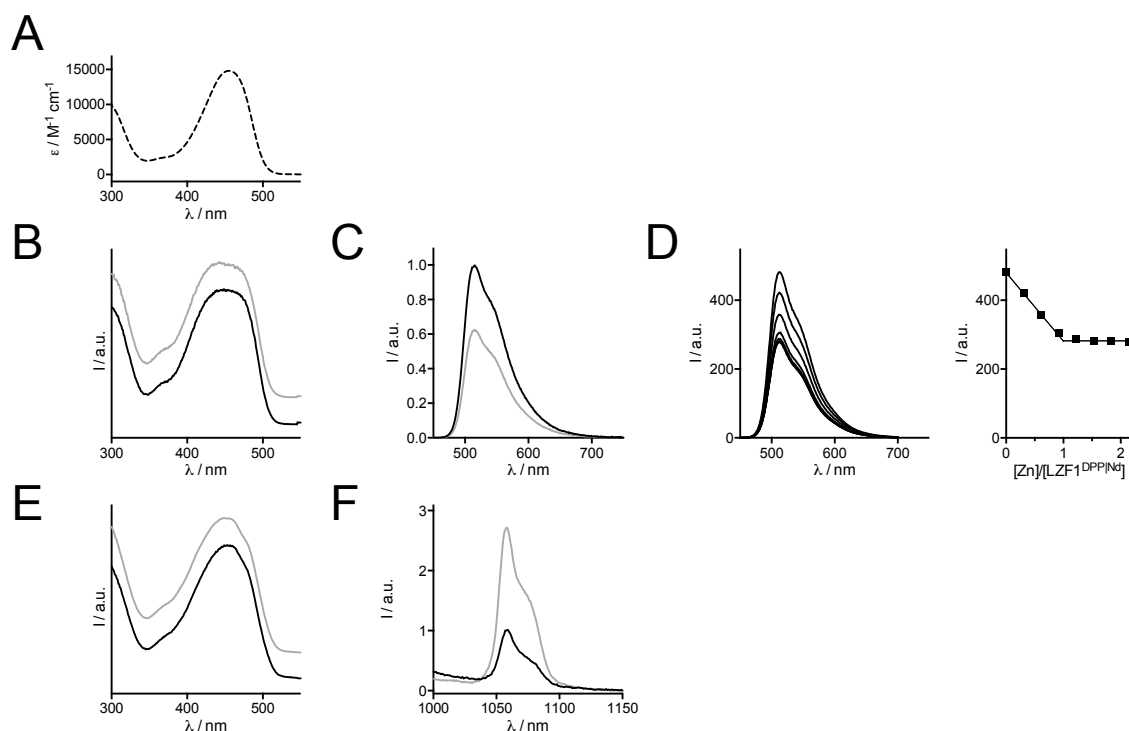 A
ε / M⁻¹ cm⁻¹
15000
10000
5000
0
300
400
500
λ / nm
B
I / a.u.
300
400
500
λ / nm
C
I / a.u.
1.0
0.8
0.6
0.4
0.2
0.0
500
600
700
λ / nm
D
I / a.u.
400
200
0
500
600
700
λ / nm
I / a.u.
400
200
0
0
1
2
[Zn]/[LZF1ᴰᴾᴾ|ᴺᵈ]
E
I / a.u.
300
400
500
λ / nm
F
I / a.u.
3
2
1
0
1000
1050
1100
1150
λ / nm